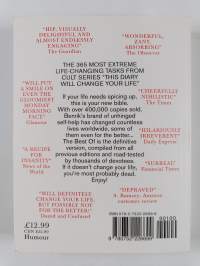 "HIP, VISUALLY
DELIGHTFUL AND
ALMOST ENDLESSLY
ENGAGING"
The Guardian
"WONDERFUL,
ZANY,
ABSORBING"
The Observer
THE 365 MOST EXTREME
LIFE-CHANGING TASKS FROM
CULT SERIES "THIS DIARY
WILL CHANGE YOUR LIFE"
"WILL PUT
A SMILE ON
EVEN THE
GLOOMIEST
MONDAY
MORNING
FACE"
Glamour
"CHEERFULLY
NIHILISTIC"
The Times
If your life needs spicing up,
this is your new bible.
With over 400,000 copies sold,
Benrik's brand of unhinged
self-help has changed countless
lives worldwide, some of
them even for the better...
The Best Of is the definitive
version, compiled from all
previous editions and road-tested
by thousands of devotees.
If it doesn't change your life,
you're most probably dead.
Enjoy!
"HILARIOUSLY
IRREVERENT"
Daily Express
"A RECIPE
FOR
INSANITY"
News of the
World
"SURREAL"
Financial Times
"WILL DEFINITELY
CHANGE YOUR LIFE,
BUT POSSIBLY NOT
FOR THE BETTER"
Dazed and Confused
"DEPRAVED"
customer review
£12.99
Humour